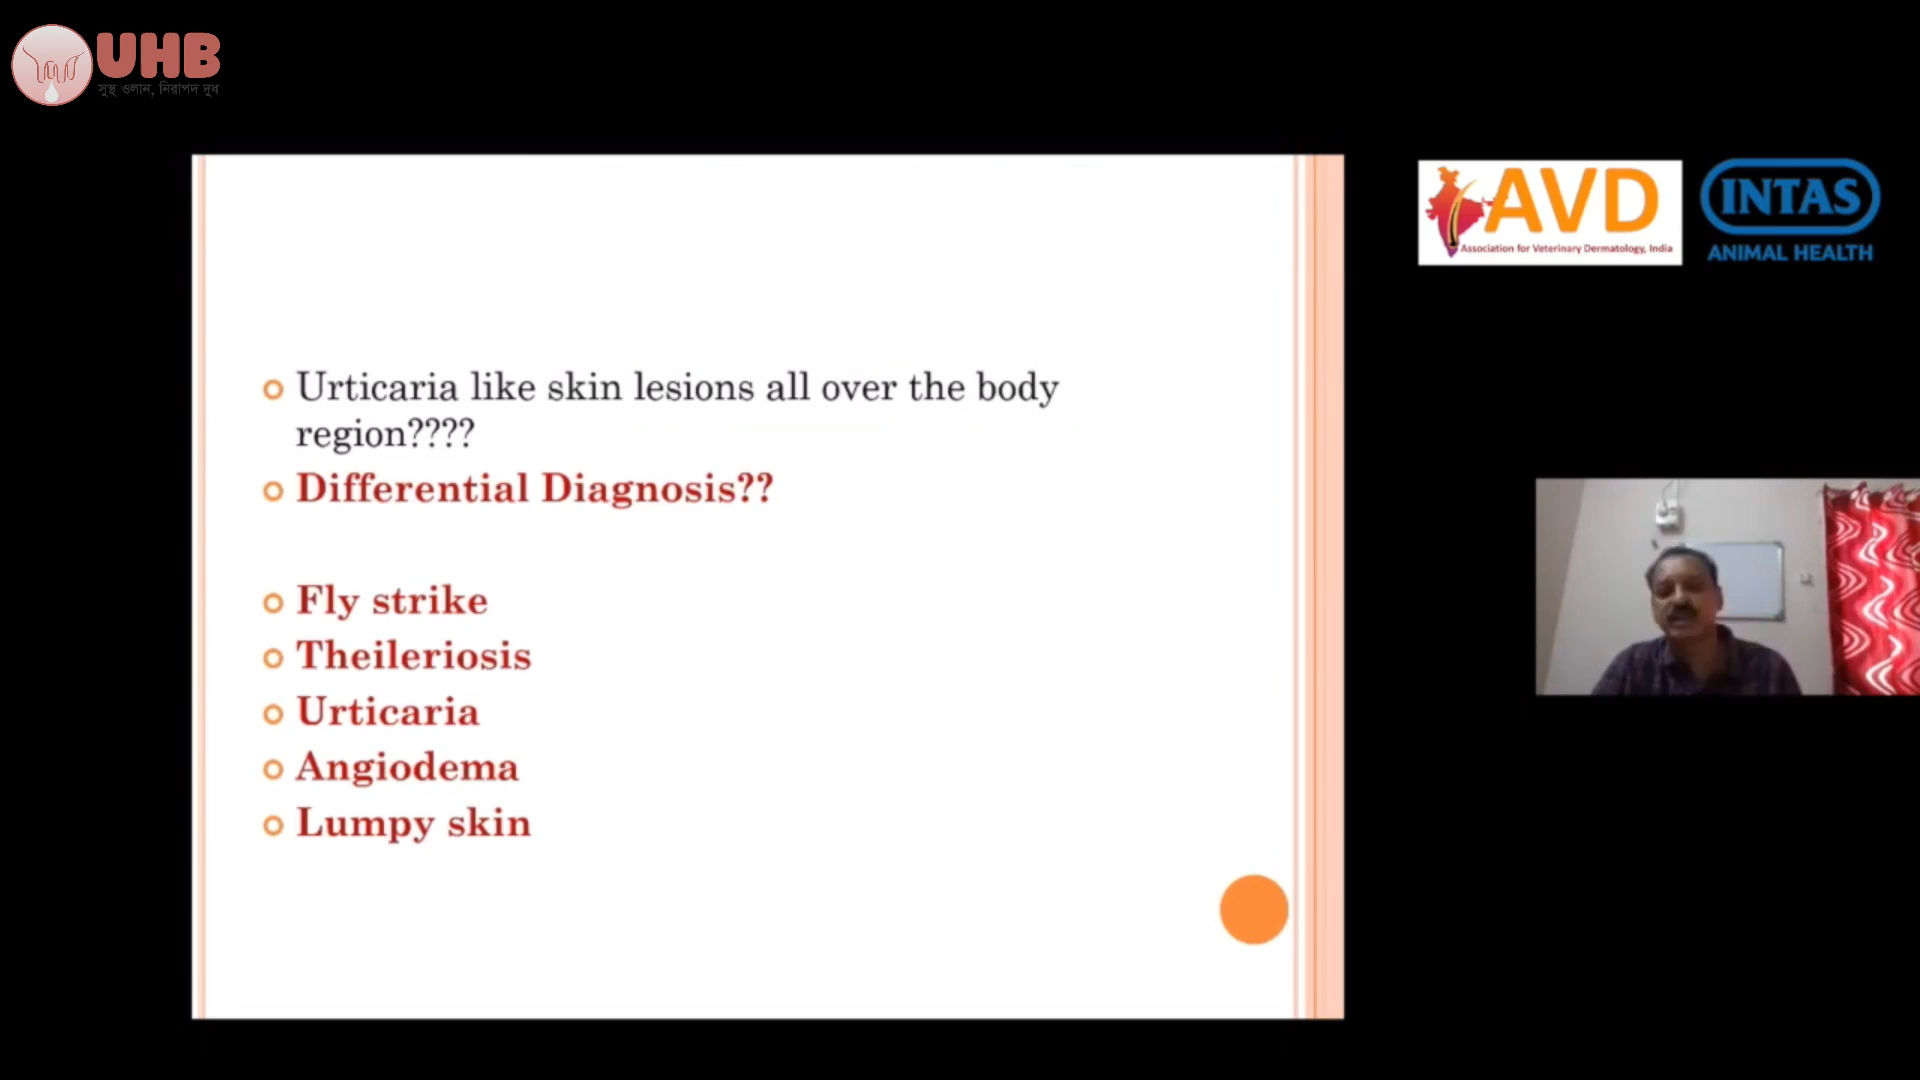 UHB
সুস্থ ওলান, নিরাপদ দুধ
AVD
Association for Veterinary Dermatology, India
INTAS
ANIMAL HEALTH
Urticaria like skin lesions all over the body
region????
Differential Diagnosis??
Fly strike
Theileriosis
Urticaria
Angiodema
Lumpy skin